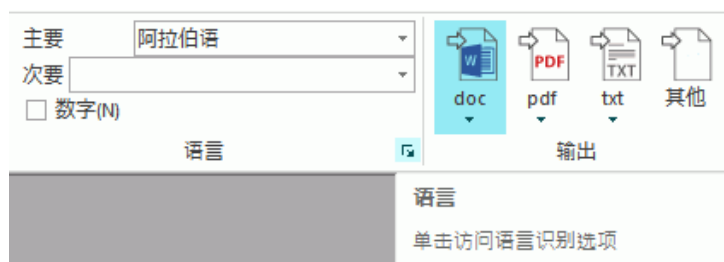 主要 阿拉伯语
次要
数字(N)
语言
W
PDF
TXT
doc pdf txt 其他
输出
语言
单击访问语言识别选项